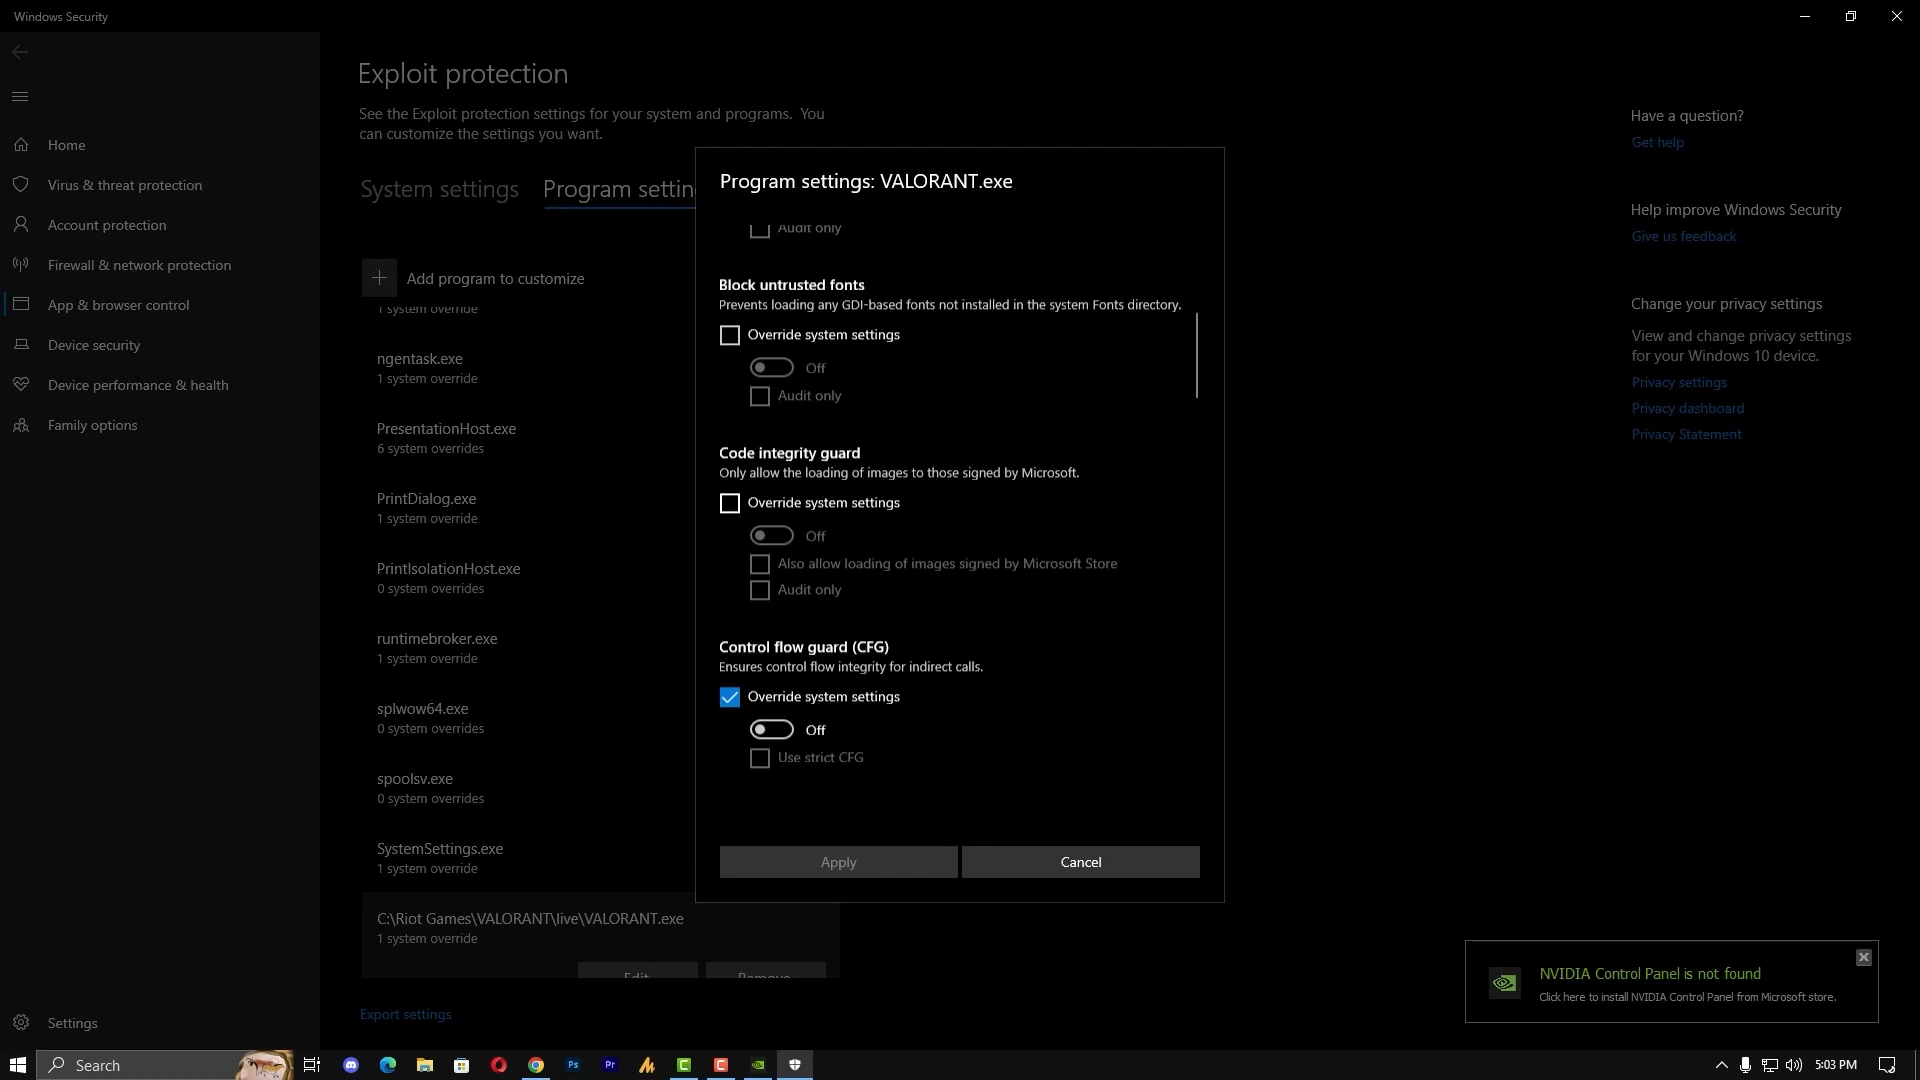 Windows Security
Home
Virus & threat protection
Account protection
Firewall & network protection
App & browser control
Device security
Device performance & health
Family options
Settings
Exploit protection
See the Exploit protection settings for your system and programs. You
can customize the settings you want.
System settings
Program settin
Add program to customize
1 system override
ngentask.exe
1 system override
PresentationHost.exe
6 system overrides
PrintDialog.exe
1 system override
PrintIsolationHost.exe
0 system overrides
runtimebroker.exe
1 system override
splwow64.exe
0 system overrides
spoolsv.exe
0 system overrides
SystemSettings.exe
1 system override
C:\Riot Games\VALORANT\live\VALORANT.exe
1 system override
Edit
Remove
Export settings
Program settings: VALORANT.exe
Audit only
Block untrusted fonts
Prevents loading any GDI-based fonts not installed in the system Fonts directory.
Override system settings
Off
Audit only
Code integrity guard
Only allow the loading of images to those signed by Microsoft.
Override system settings
Off
Also allow loading of images signed by Microsoft Store
Audit only
Control flow guard (CFG)
Ensures control flow integrity for indirect calls.
Override system settings
Off
Use strict CFG
Apply
Cancel
Have a question?
Get help
Help improve Windows Security
Give us feedback
Change your privacy settings
View and change privacy settings
for your Windows 10 device.
Privacy settings
Privacy dashboard
Privacy Statement
NVIDIA Control Panel is not found
Click here to install NVIDIA Control Panel from Microsoft store.
Search
Ps
Pr
C
C
5:03 PM